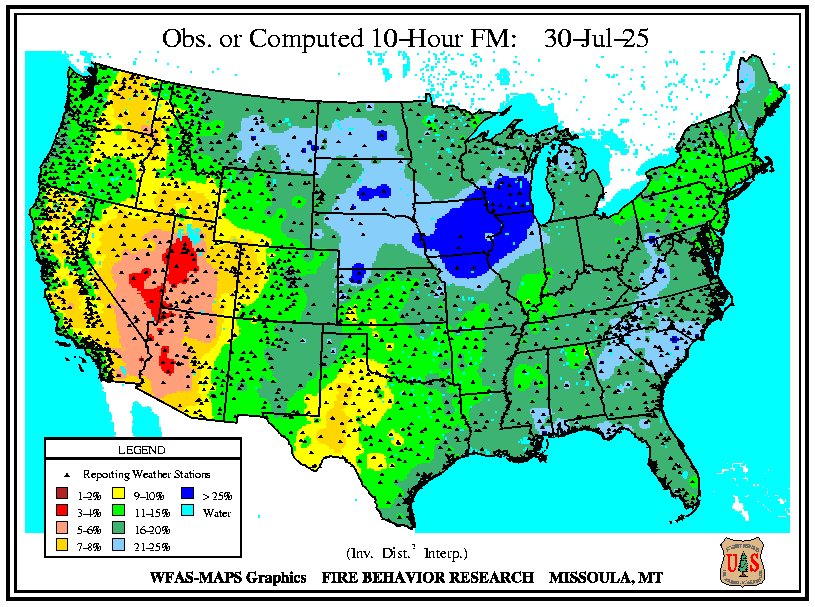 Obs. or Computed 10-Hour FM: 30-Jul-25
LEGEND
Reporting Weather Stations
1-2% 9-10% > 25%
3-4% 11-15% Water
5-6% 16-20%
7-8% 21-25%
(Inv. Dist.² Interp.)
WFAS-MAPS Graphics FIRE BEHAVIOR RESEARCH MISSOULA, MT
U S